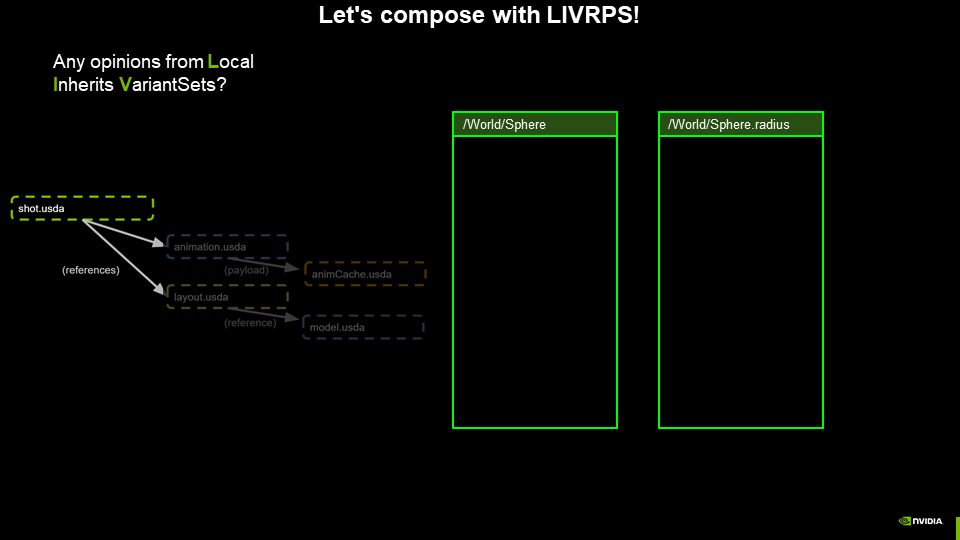 Let's compose with LIVRPS!
Any opinions from Local
Inherits VariantSets?
/World/Sphere
/World/Sphere.radius
shot.usda
animation.usda
(references)
(payload)
animCache.usda
layout.usda
(reference)
model.usda
NVIDIA